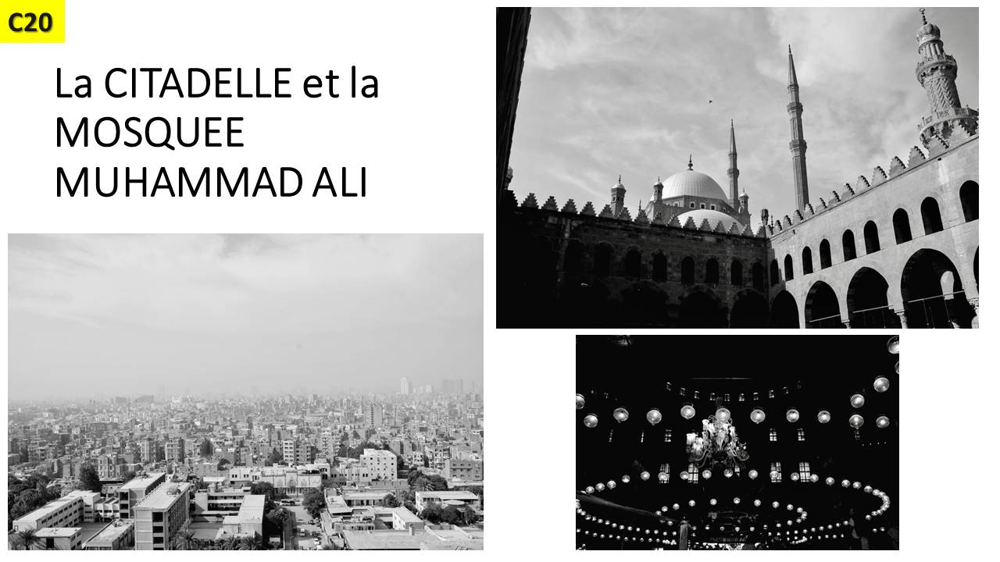 C20
La CITADELLE et la
MOSQUEE
MUHAMMAD ALI